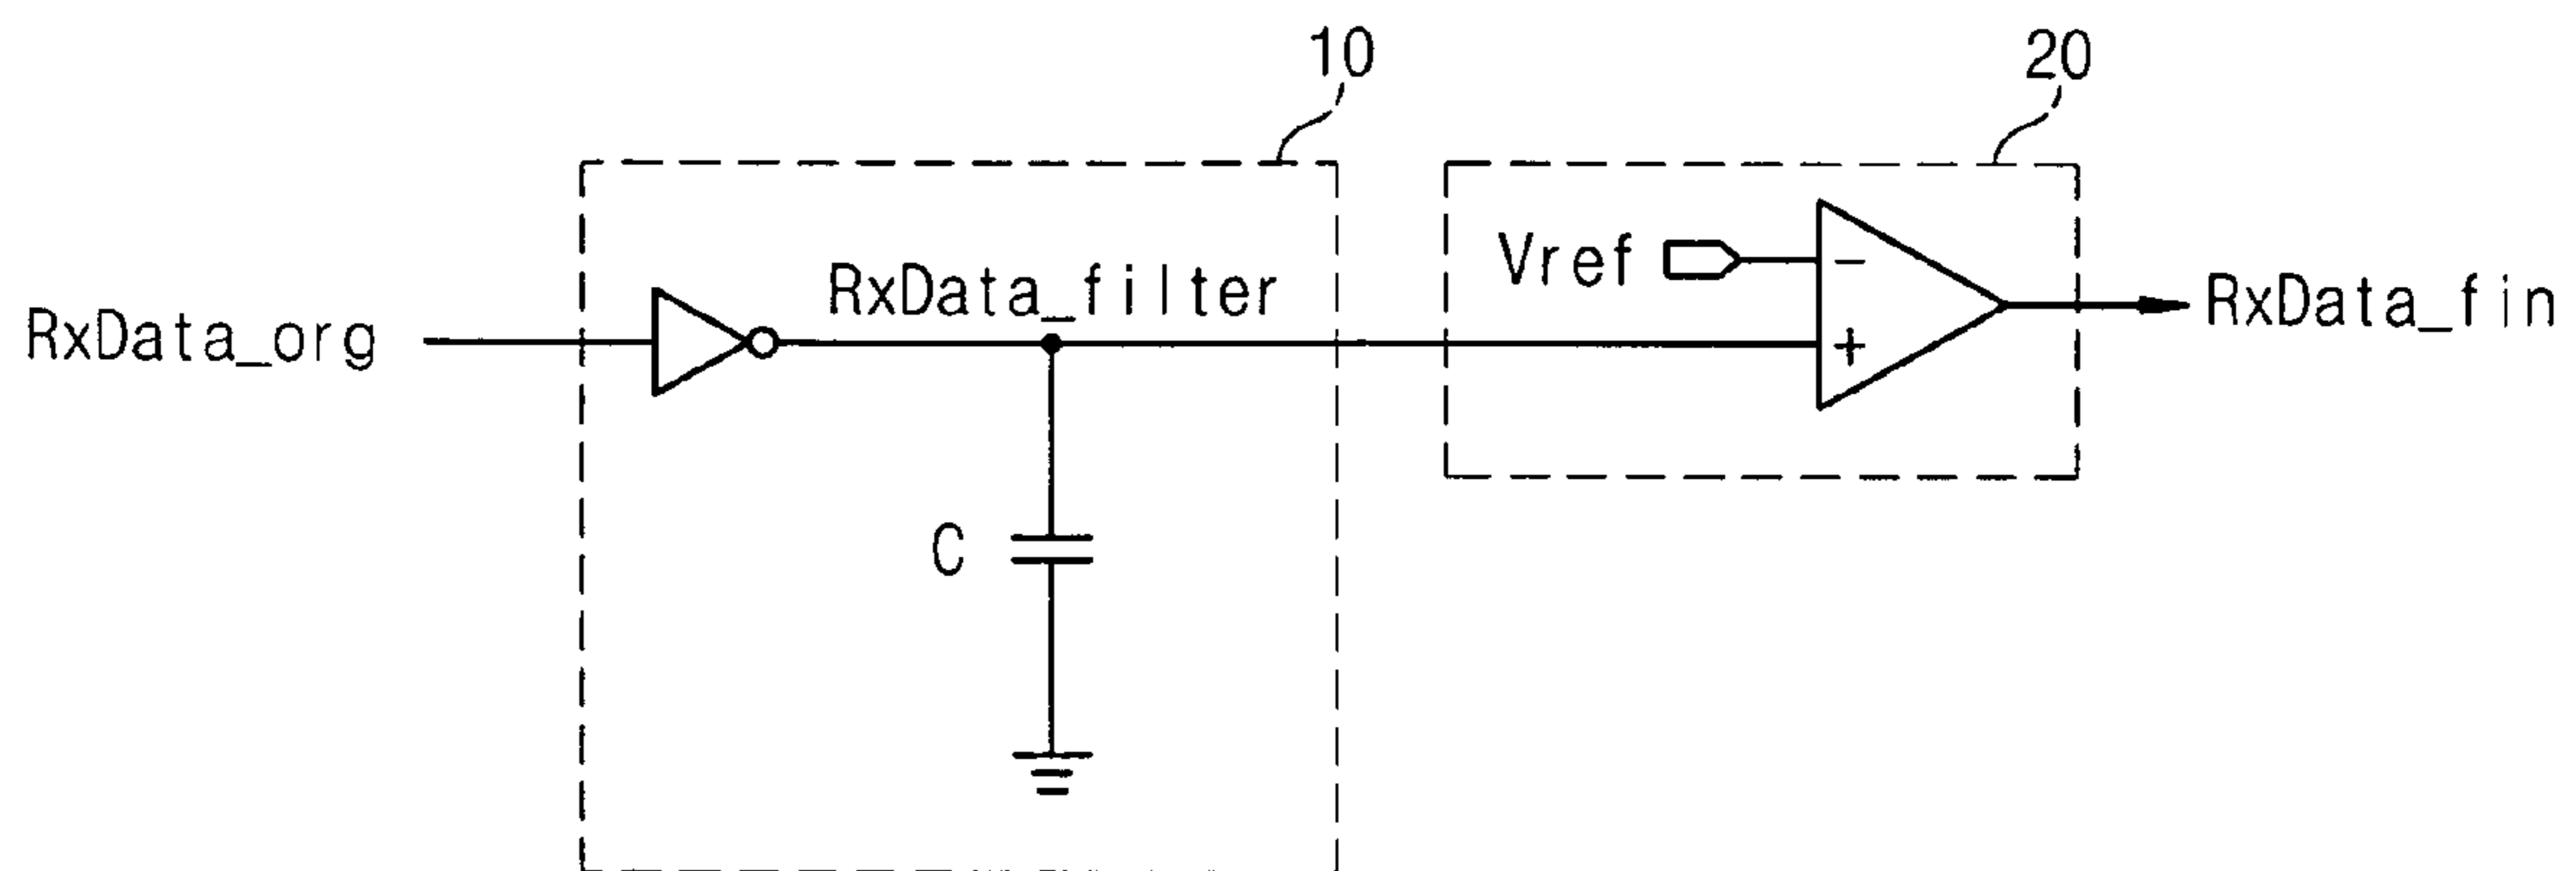 10
20
Vref
−
RxData_filter
RxData_org
RxData_fin
+
C